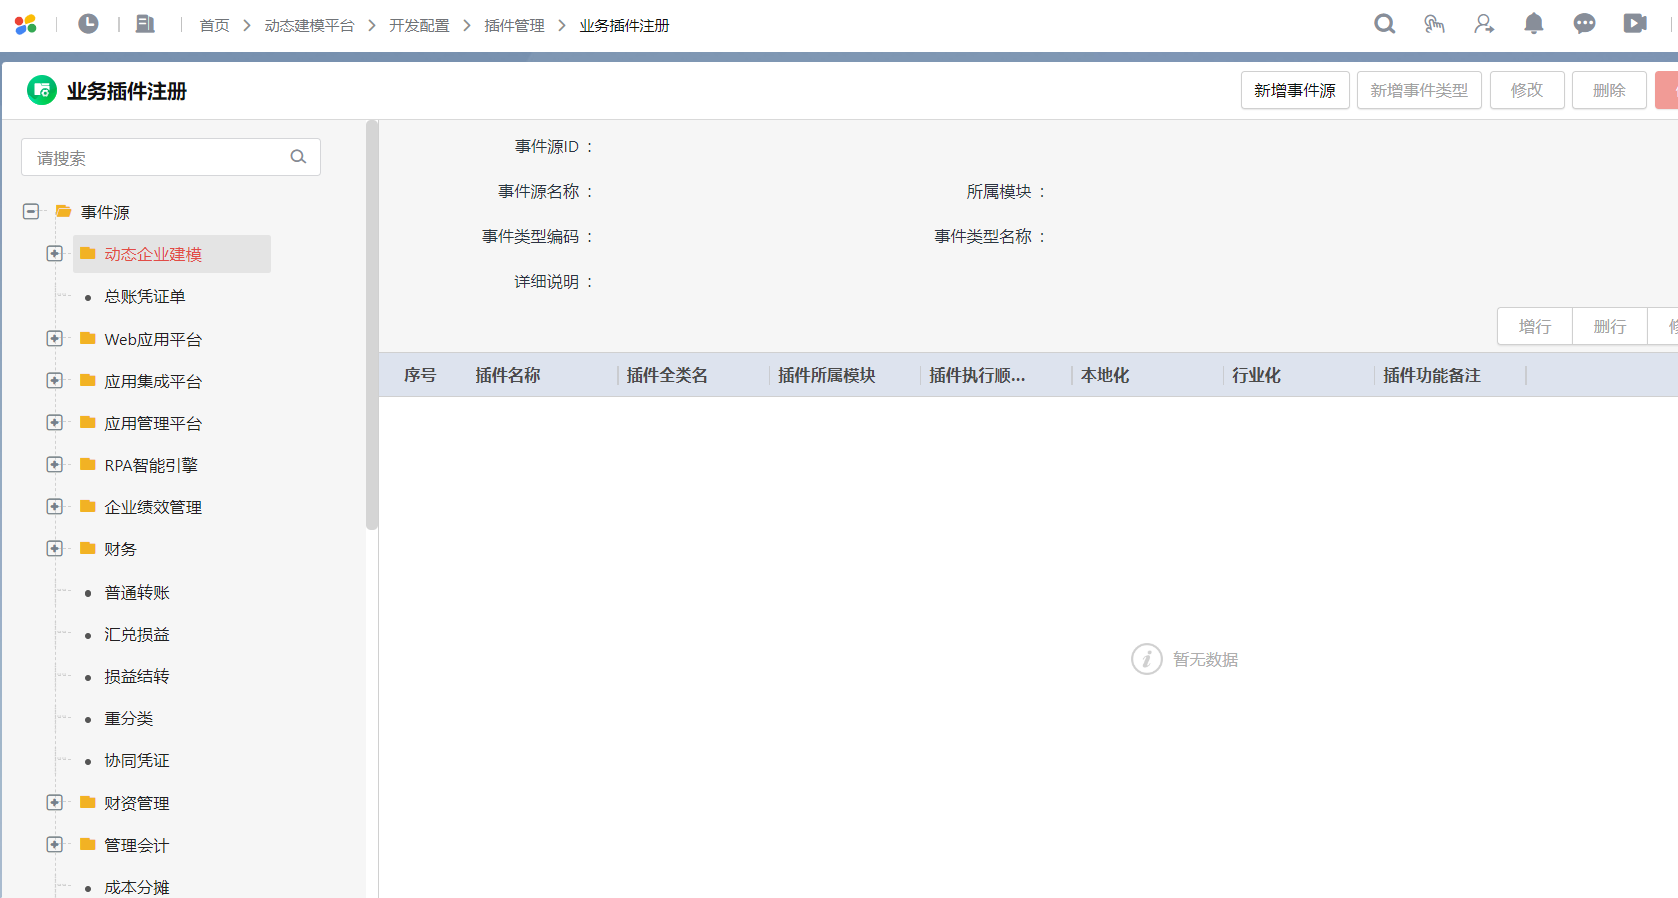 首页 > 动态建模平台 > 开发配置 > 插件管理 > 业务插件注册
业务插件注册
新增事件源 新增事件类型 修改 删除
请搜索
事件源
动态企业建模
总账凭证单
Web应用平台
应用集成平台
应用管理平台
RPA智能引擎
企业绩效管理
财务
普通转账
汇兑损益
损益结转
重分类
协同凭证
财资管理
管理会计
成本分摊
事件源ID：
事件源名称： 所属模块：
事件类型编码： 事件类型名称：
详细说明：
增行 删行
序号 插件名称 插件全类名 插件所属模块 插件执行顺... 本地化 行业化 插件功能备注
暂无数据